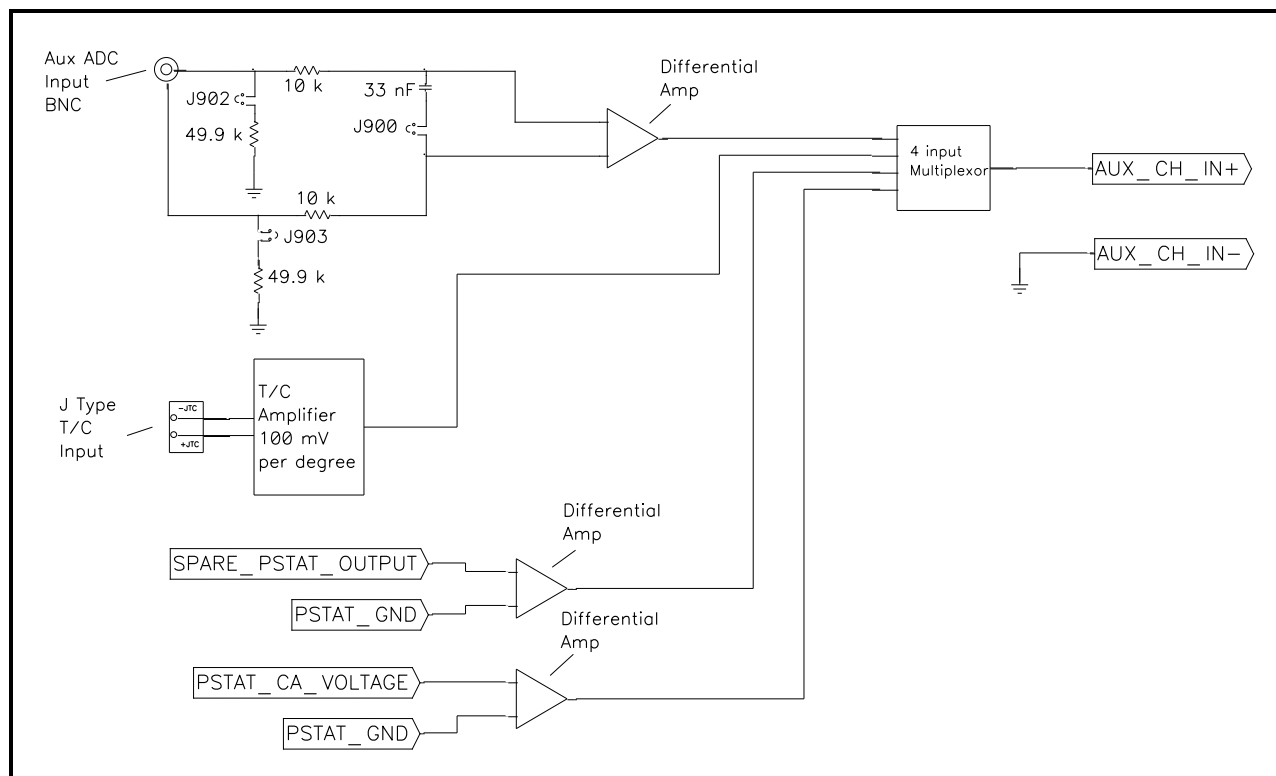 Aux ADC
Input
BNC
J902
49.9 k
10 k
33 nF
J900
10 k
J903
49.9 k
Differential
Amp
4 input
Multiplexor
AUX_CH_IN+
AUX_CH_IN-
J Type
T/C
Input
-JTC
+JTC
T/C
Amplifier
100 mV
per degree
Differential
Amp
SPARE_PSTAT_OUTPUT
PSTAT_GND
Differential
Amp
PSTAT_CA_VOLTAGE
PSTAT_GND